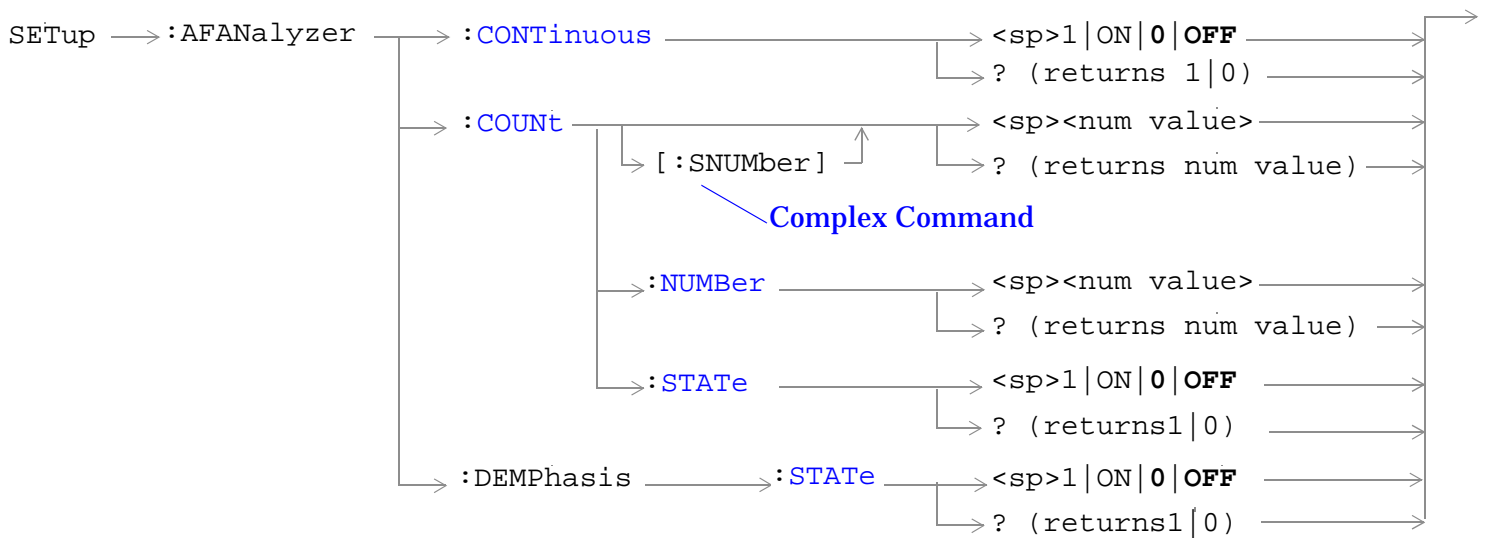 SETup :AFANalyzer :CONTinuous <sp>1|ON|0|OFF
? (returns 1|0)
:COUNt <sp><num value>
[:SNUMber] ? (returns num value)
Complex Command
:NUMBer <sp><num value>
? (returns num value)
:STATe <sp>1|ON|0|OFF
? (returns1|0)
:DEMPhasis :STATe <sp>1|ON|0|OFF
? (returns1|0)